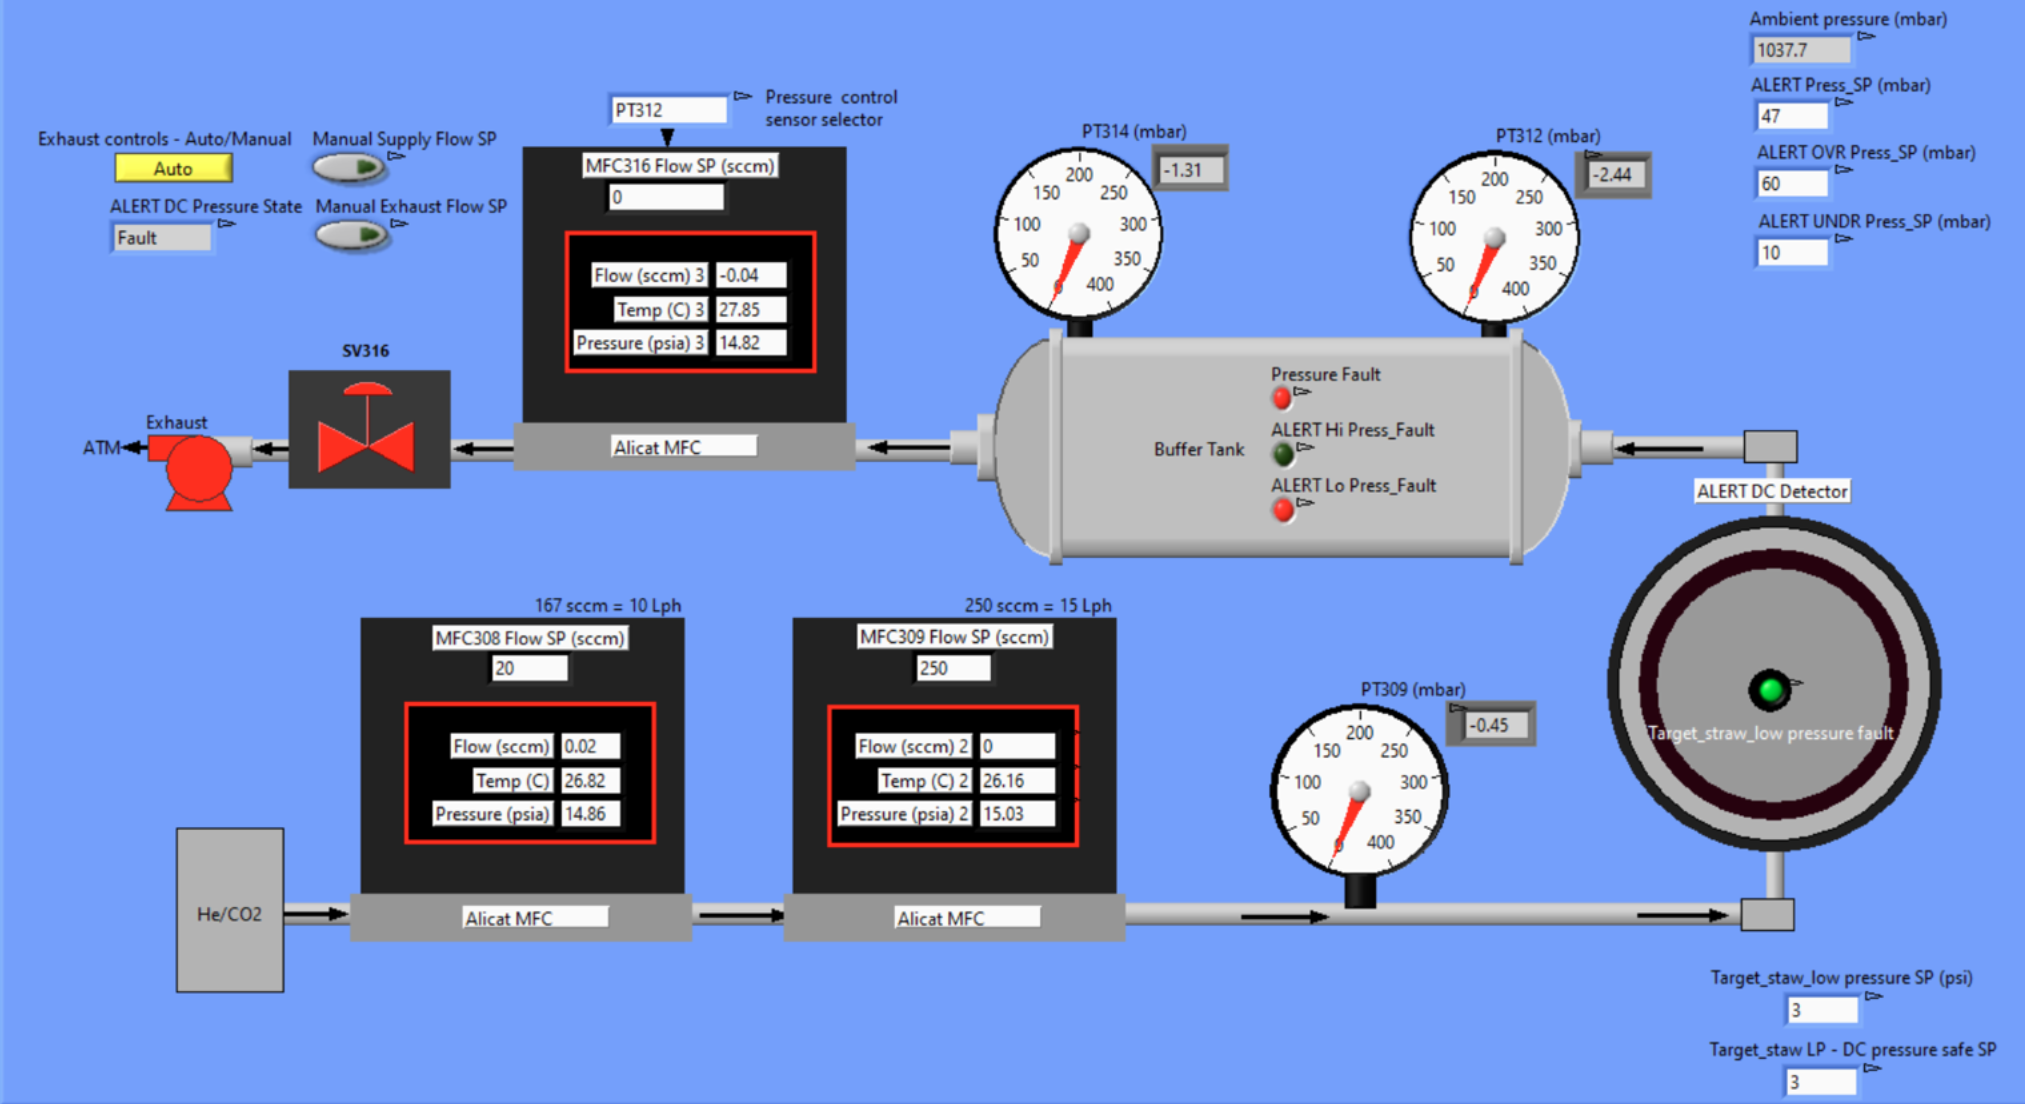 Ambient pressure (mbar)
1037.7
ALERT Press_SP (mbar)
47
ALERT OVR Press_SP (mbar)
60
ALERT UNDR Press_SP (mbar)
10
PT312
Pressure control
sensor selector
Exhaust controls - Auto/Manual
Auto
Manual Supply Flow SP
ALERT DC Pressure State
Fault
Manual Exhaust Flow SP
MFC316 Flow SP (sccm)
0
Flow (sccm) 3
-0.04
Temp (C) 3
27.85
Pressure (psia) 3
14.82
Alicat MFC
SV316
Exhaust
ATM
PT314 (mbar)
-1.31
0
50
100
150
200
250
300
350
400
PT312 (mbar)
-2.44
0
50
100
150
200
250
300
350
400
Pressure Fault
ALERT Hi Press_Fault
Buffer Tank
ALERT Lo Press_Fault
ALERT DC Detector
Target_straw_low pressure fault
167 sccm = 10 Lph
MFC308 Flow SP (sccm)
20
Flow (sccm)
0.02
Temp (C)
26.82
Pressure (psia)
14.86
Alicat MFC
250 sccm = 15 Lph
MFC309 Flow SP (sccm)
250
Flow (sccm) 2
0
Temp (C) 2
26.16
Pressure (psia) 2
15.03
Alicat MFC
PT309 (mbar)
-0.45
0
50
100
150
200
250
300
350
400
He/CO2
Target_staw_low pressure SP (psi)
3
Target_staw LP - DC pressure safe SP
3